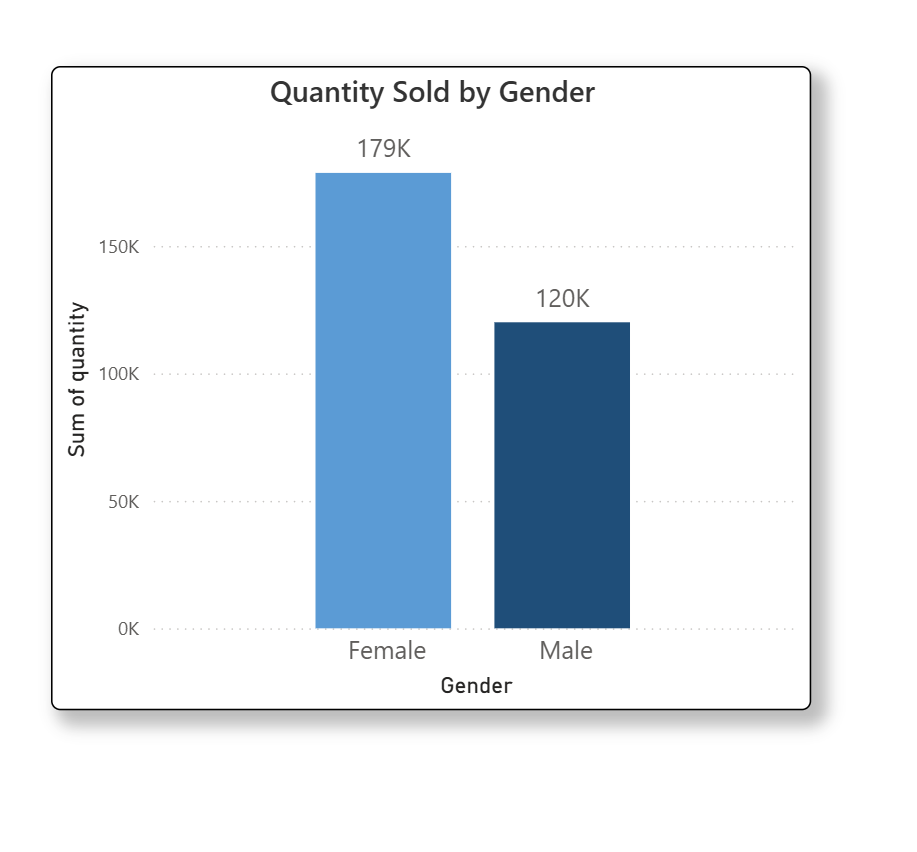 Quantity Sold by Gender
179K
150K
120K
Sum of quantity
100K
50K
0K
Female
Male
Gender